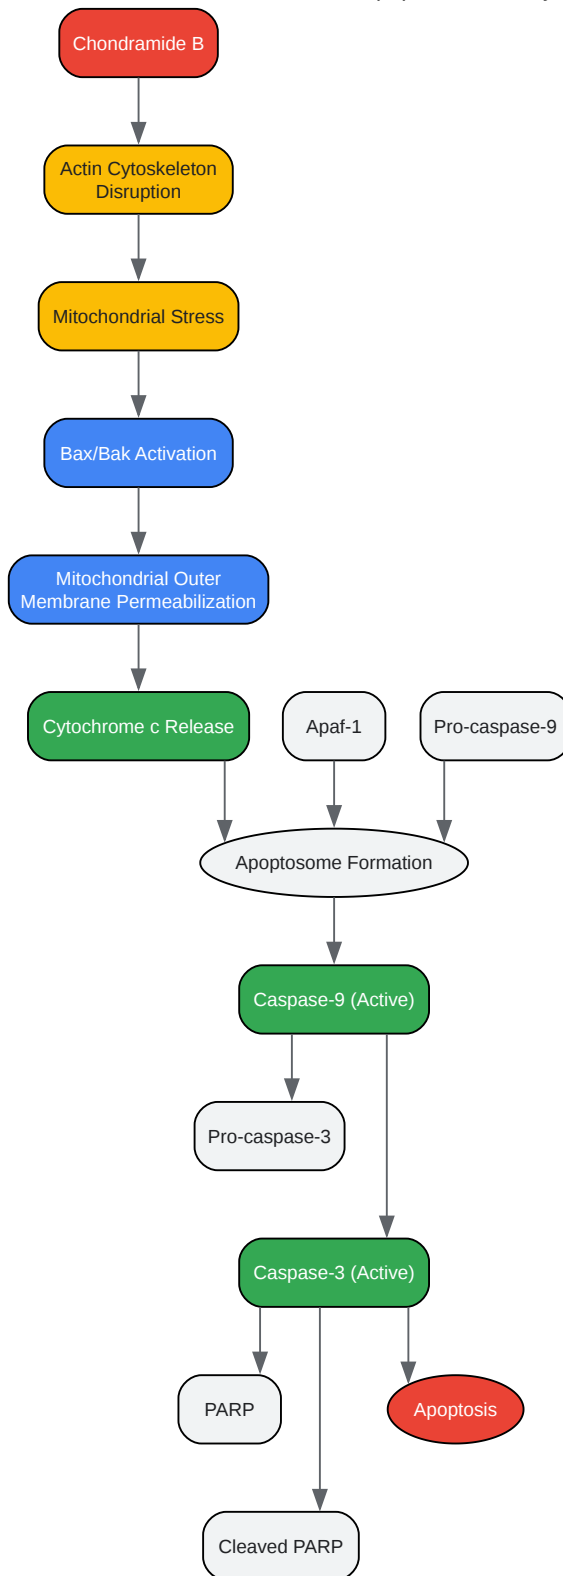 Chondramide B
Actin Cytoskeleton
Disruption
Mitochondrial Stress
Bax/Bak Activation
Mitochondrial Outer
Membrane Permeabilization
Cytochrome c Release
Apaf-1
Pro-caspase-9
Apoptosome Formation
Caspase-9 (Active)
Pro-caspase-3
Caspase-3 (Active)
PARP
Apoptosis
Cleaved PARP